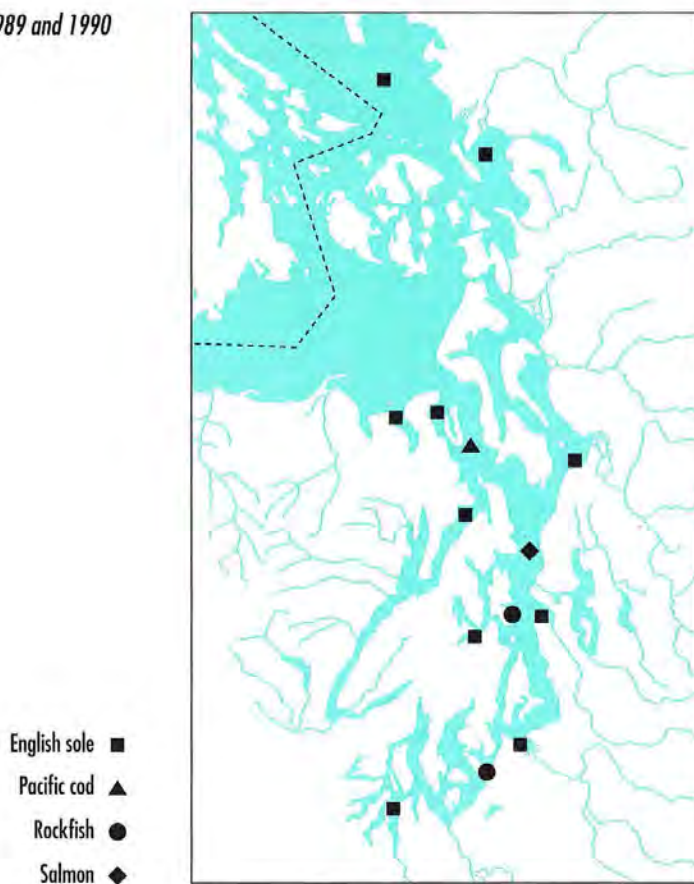 989 and 1990
English sole
Pacific cod
Rockfish
Salmon